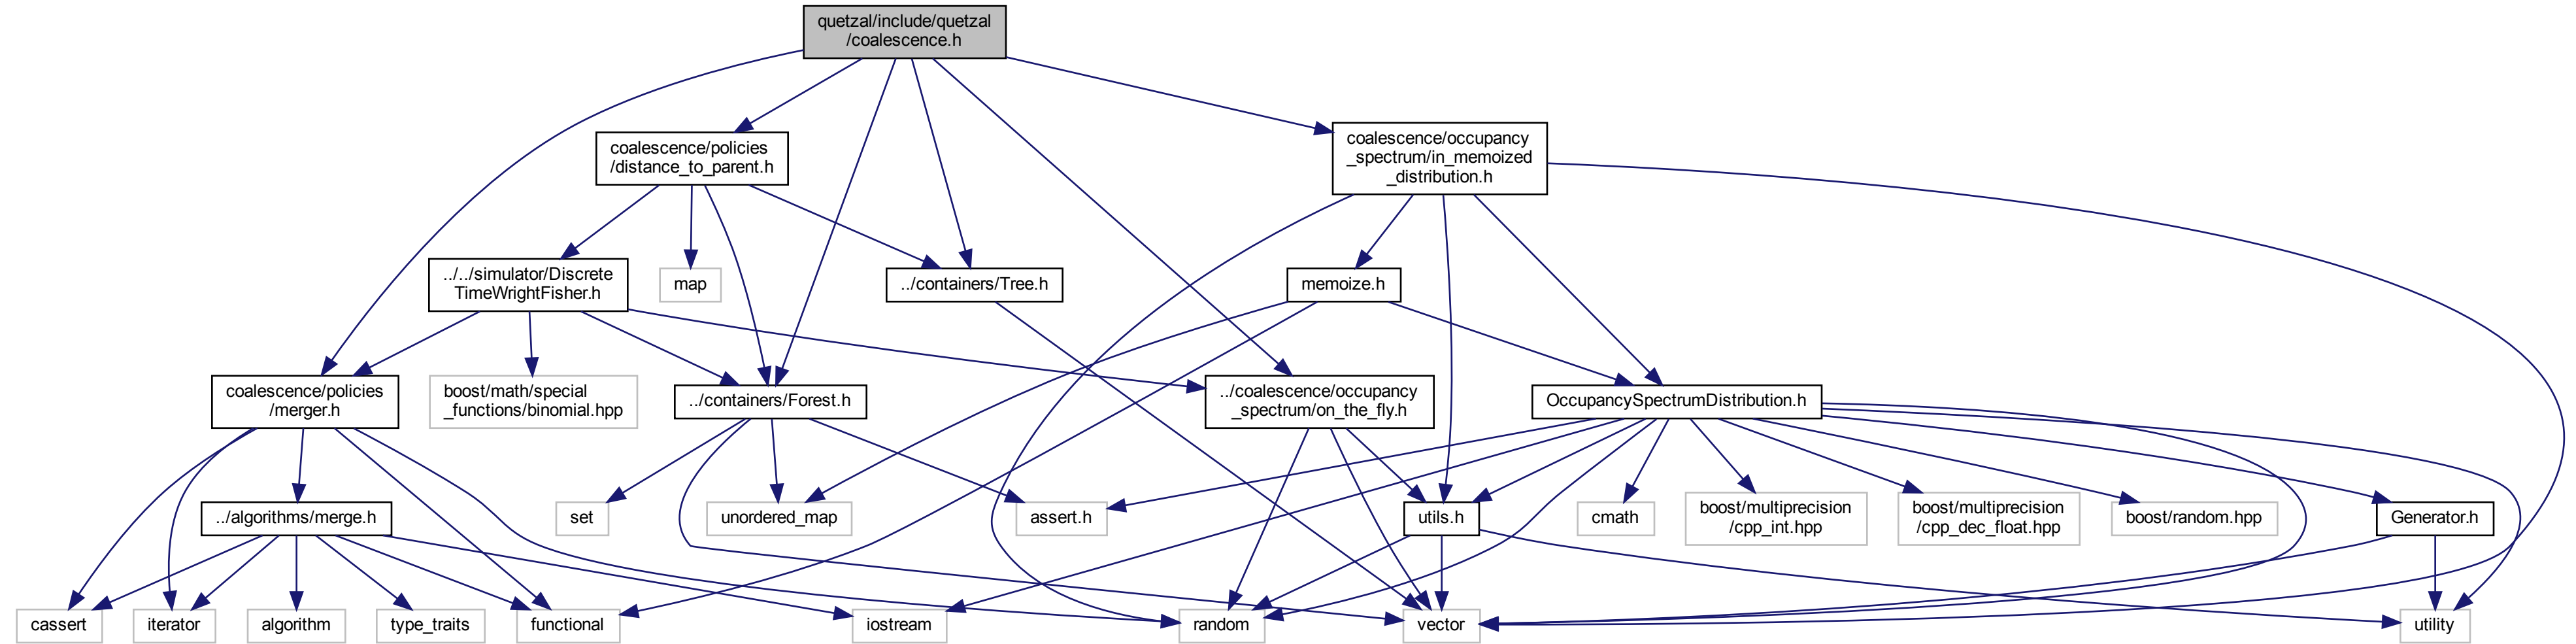 quetzal/include/quetzal
/coalescence.h
coalescence/policies
/distance_to_parent.h
coalescence/occupancy
_spectrum/in_memoized
_distribution.h
../../simulator/Discrete
TimeWrightFisher.h
map
../containers/Tree.h
memoize.h
coalescence/policies
/merger.h
boost/math/special
_functions/binomial.hpp
../containers/Forest.h
../coalescence/occupancy
_spectrum/on_the_fly.h
OccupancySpectrumDistribution.h
../algorithms/merge.h
set
unordered_map
assert.h
utils.h
cmath
boost/multiprecision
/cpp_int.hpp
boost/multiprecision
/cpp_dec_float.hpp
boost/random.hpp
Generator.h
cassert
iterator
algorithm
type_traits
functional
iostream
random
vector
utility